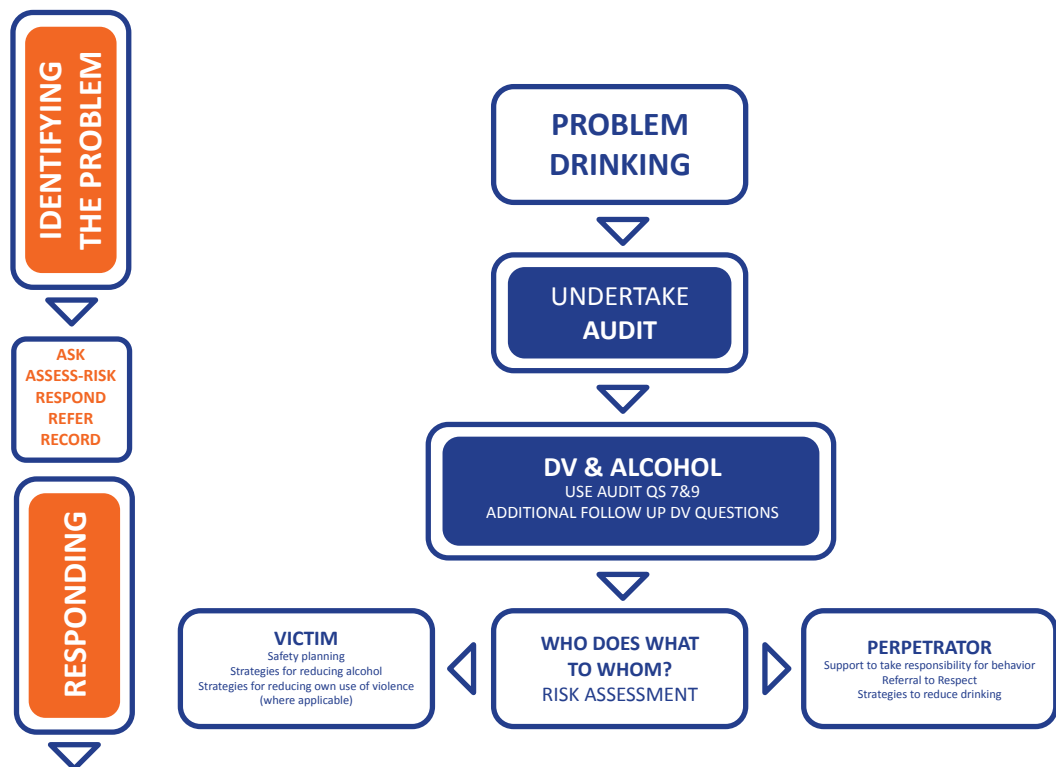 IDENTIFYING
THE PROBLEM
ASK
ASSESS-RISK
RESPOND
REFER
RECORD
RESPONDING
PROBLEM
DRINKING
UNDERTAKE
AUDIT
DV & ALCOHOL
USE AUDIT QS 7&9
ADDITIONAL FOLLOW UP DV QUESTIONS
VICTIM
Safety planning
Strategies for reducing alcohol
Strategies for reducing own use of violence
(where applicable)
WHO DOES WHAT
TO WHOM?
RISK ASSESSMENT
PERPETRATOR
Support to take responsibility for behavior
Referral to Respect
Strategies to reduce drinking